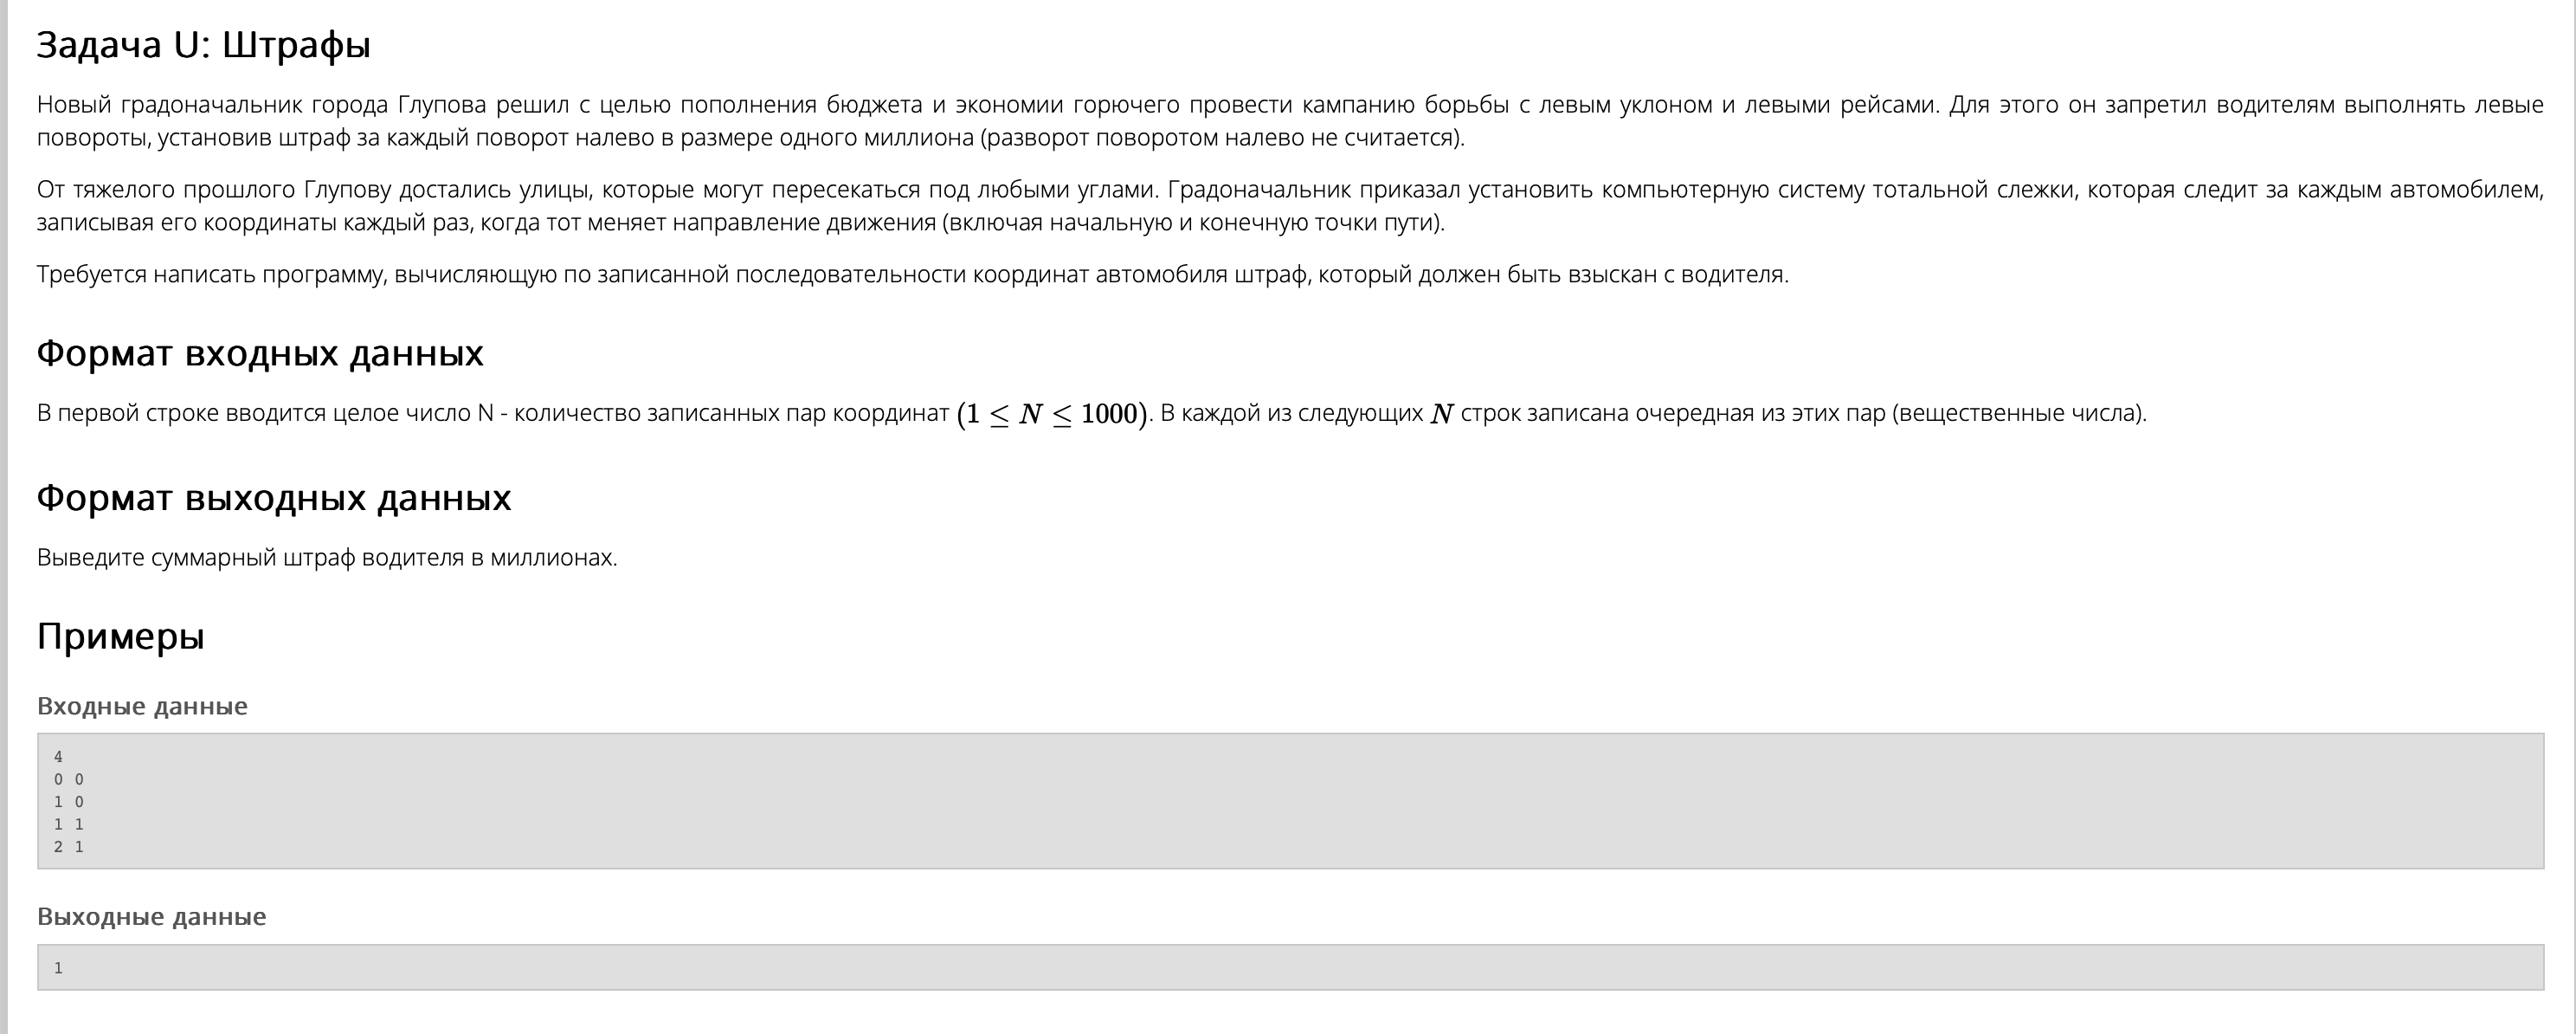 Задача U: Штрафы
Новый градоначальник города Глупова решил с целью пополнения бюджета и экономии горючего провести кампанию борьбы с левым уклоном и левыми рейсами. Для этого он запретил водителям выполнять левые
повороты, установив штраф за каждый поворот налево в размере одного миллиона (разворот поворотом налево не считается).
От тяжелого прошлого Глупову достались улицы, которые могут пересекаться под любыми углами. Градоначальник приказал установить компьютерную систему тотальной слежки, которая следит за каждым автомобилем,
записывая его координаты каждый раз, когда тот меняет направление движения (включая начальную и конечную точки пути).
Требуется написать программу, вычисляющую по записанной последовательности координат автомобиля штраф, который должен быть взыскан с водителя.
Формат входных данных
В первой строке вводится целое число N - количество записанных пар координат (1 ≤ N ≤ 1000). В каждой из следующих N строк записана очередная из этих пар (вещественные числа).
Формат выходных данных
Выведите суммарный штраф водителя в миллионах.
Примеры
Входные данные
4
0 0
1 0
1 1
2 1
Выходные данные
1